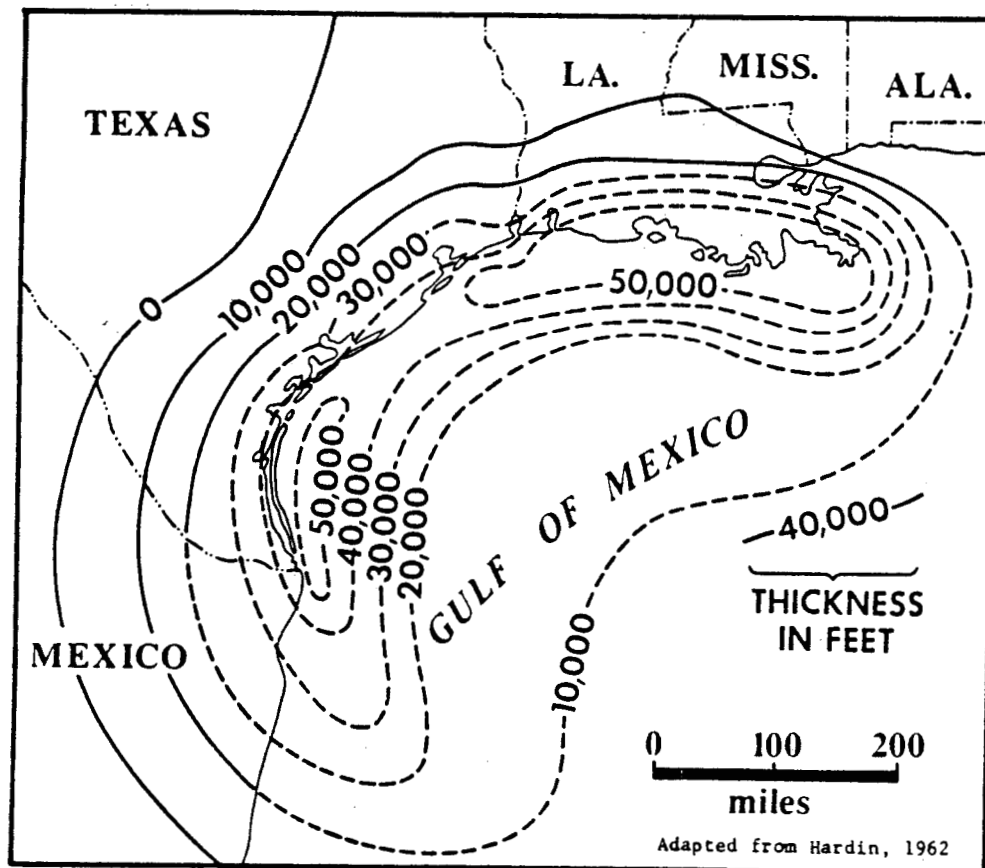 LA.
MISS.
ALA.
TEXAS
0
10,000
20,000
30,000
50,000
50,000
40,000
30,000
20,000
GULF OF MEXICO
10,000
40,000
THICKNESS
IN FEET
MEXICO
0 100 200
miles
Adapted from Hardin, 1962